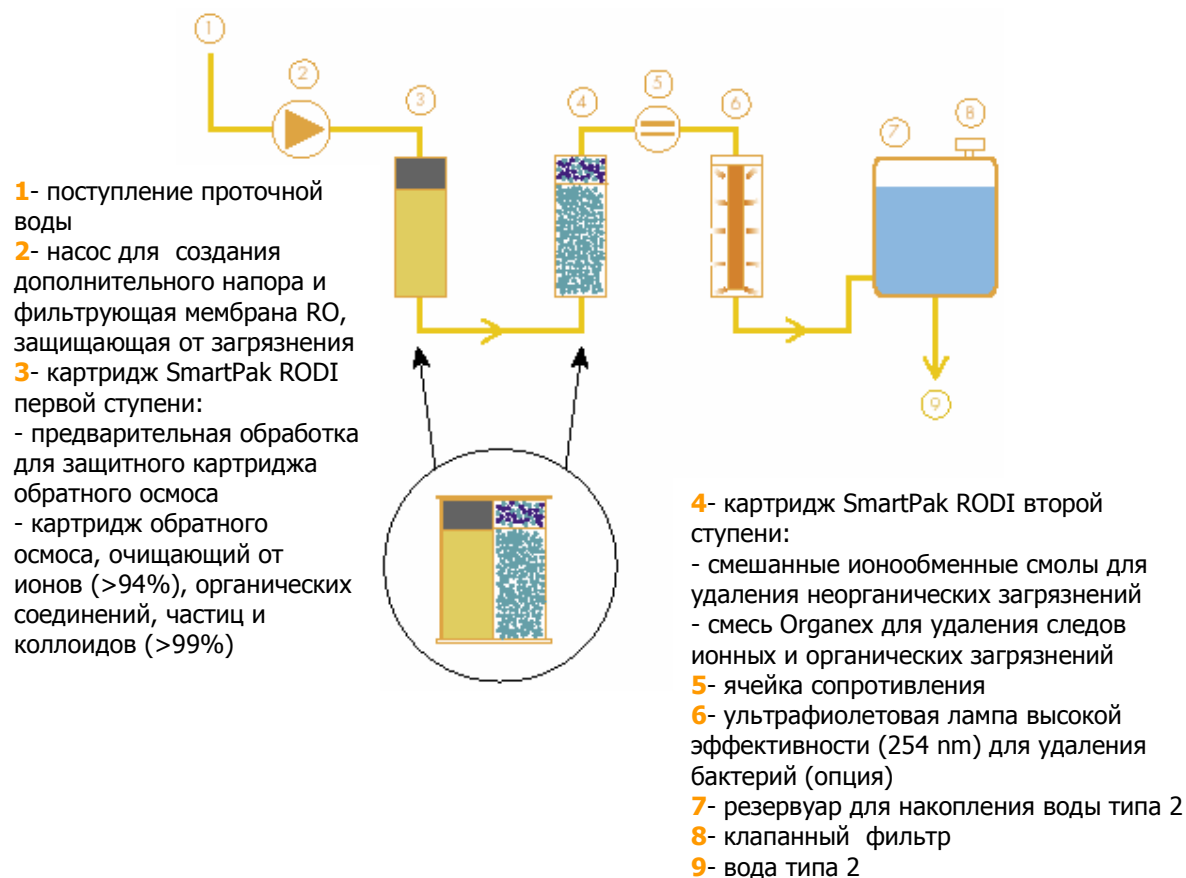 1
2
3
4
5
6
7
8
9
1- поступление проточной
воды
2- насос для создания
дополнительного напора и
фильтрующая мембрана RO,
защищающая от загрязнения
3- картридж SmartPak RODI
первой ступени:
- предварительная обработка
для защитного картриджа
обратного осмоса
- картридж обратного
осмоса, очищающий от
ионов (>94%), органических
соединений, частиц и
коллоидов (>99%)
4- картридж SmartPak RODI второй
ступени:
- смешанные ионообменные смолы для
удаления неорганических загрязнений
- смесь Organex для удаления следов
ионных и органических загрязнений
5- ячейка сопротивления
6- ультрафиолетовая лампа высокой
эффективности (254 nm) для удаления
бактерий (опция)
7- резервуар для накопления воды типа 2
8- клапанный фильтр
9- вода типа 2